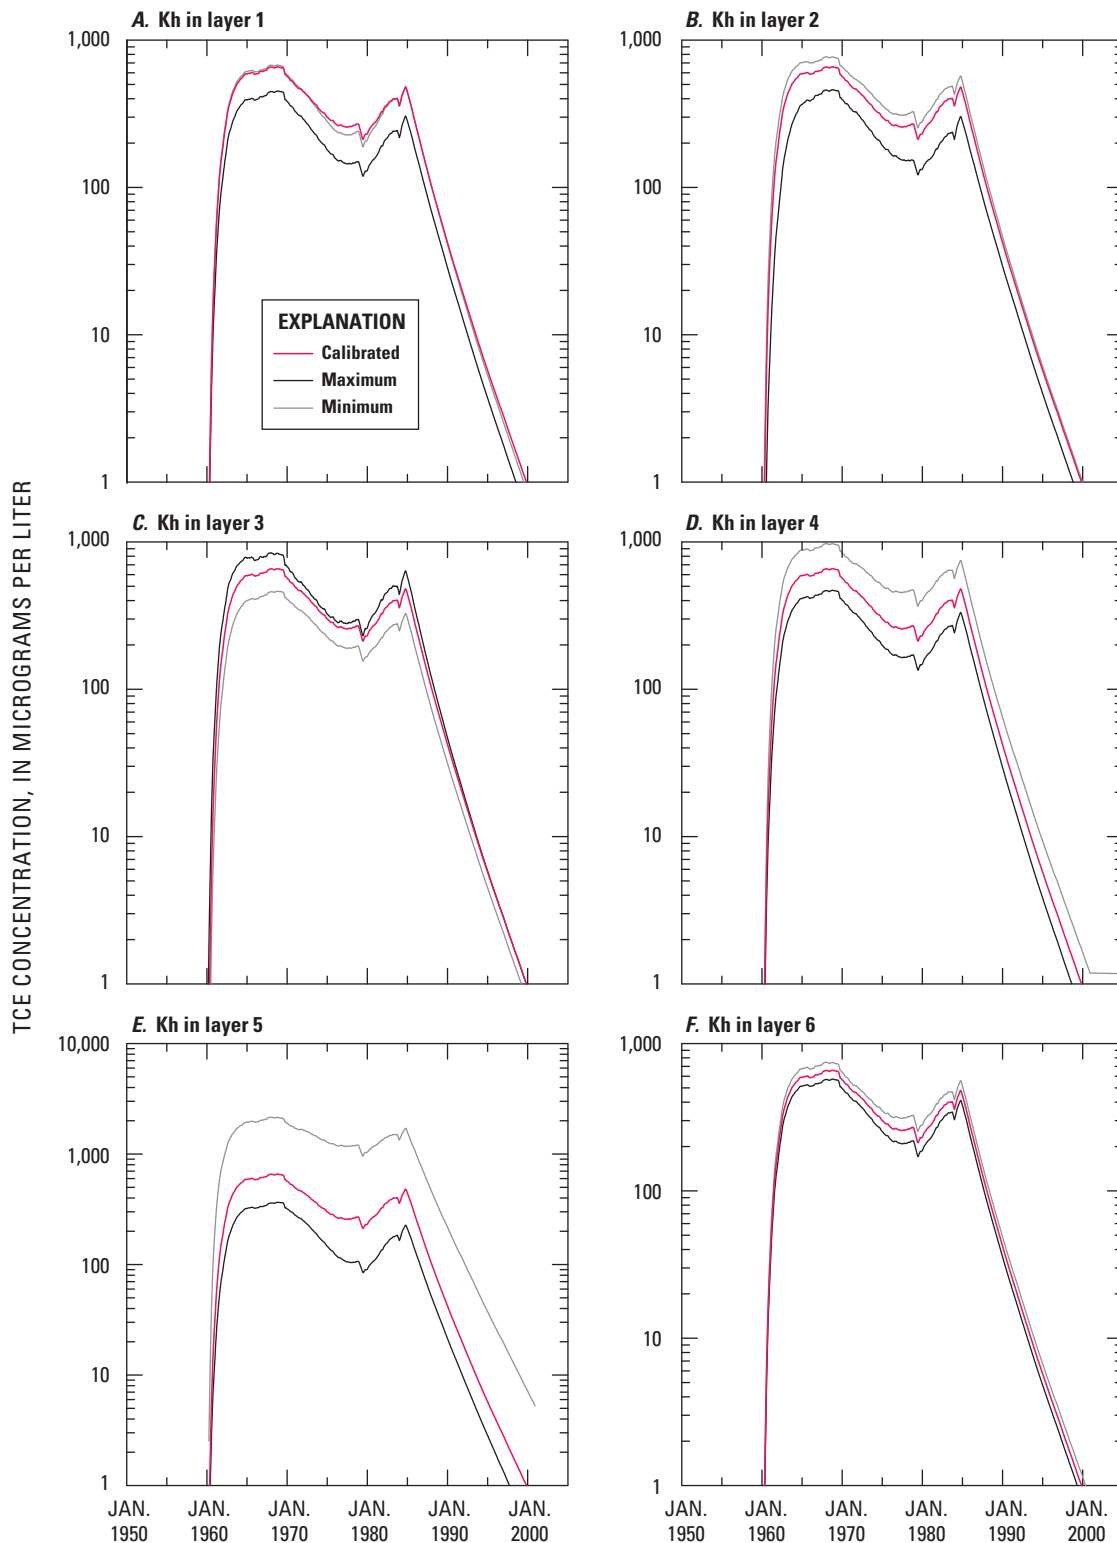 A. Kh in layer 1
B. Kh in layer 2
1,000
100
10
1
1,000
100
10
1
EXPLANATION
Calibrated
Maximum
Minimum
C. Kh in layer 3
D. Kh in layer 4
1,000
100
10
1
1,000
100
10
1
TCE CONCENTRATION, IN MICROGRAMS PER LITER
E. Kh in layer 5
F. Kh in layer 6
10,000
1,000
100
10
1
1,000
100
10
1
JAN. JAN. JAN. JAN. JAN. JAN.
1950 1960 1970 1980 1990 2000
JAN. JAN. JAN. JAN. JAN. JAN.
1950 1960 1970 1980 1990 2000